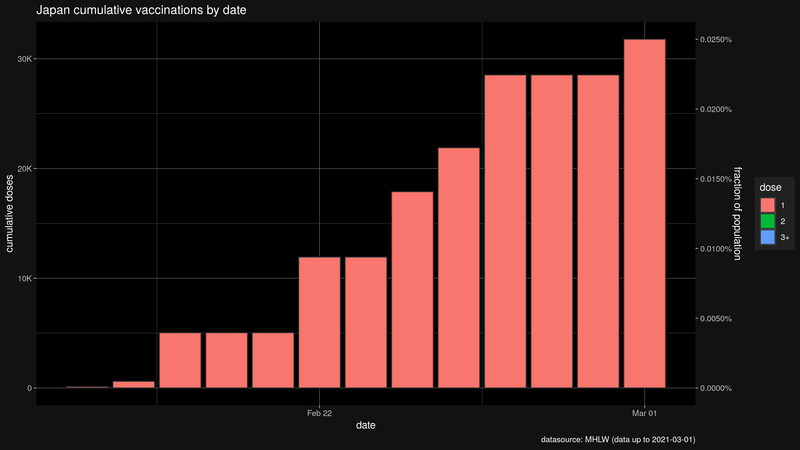 Japan cumulative vaccinations by date
cumulative doses
30K
20K
10K
0
0.0250%
0.0200%
0.0150%
0.0100%
0.0050%
0.0000%
fraction of population
dose
1
2
3+
Feb 22
Mar 01
date
datasource: MHLW (data up to 2021-03-01)